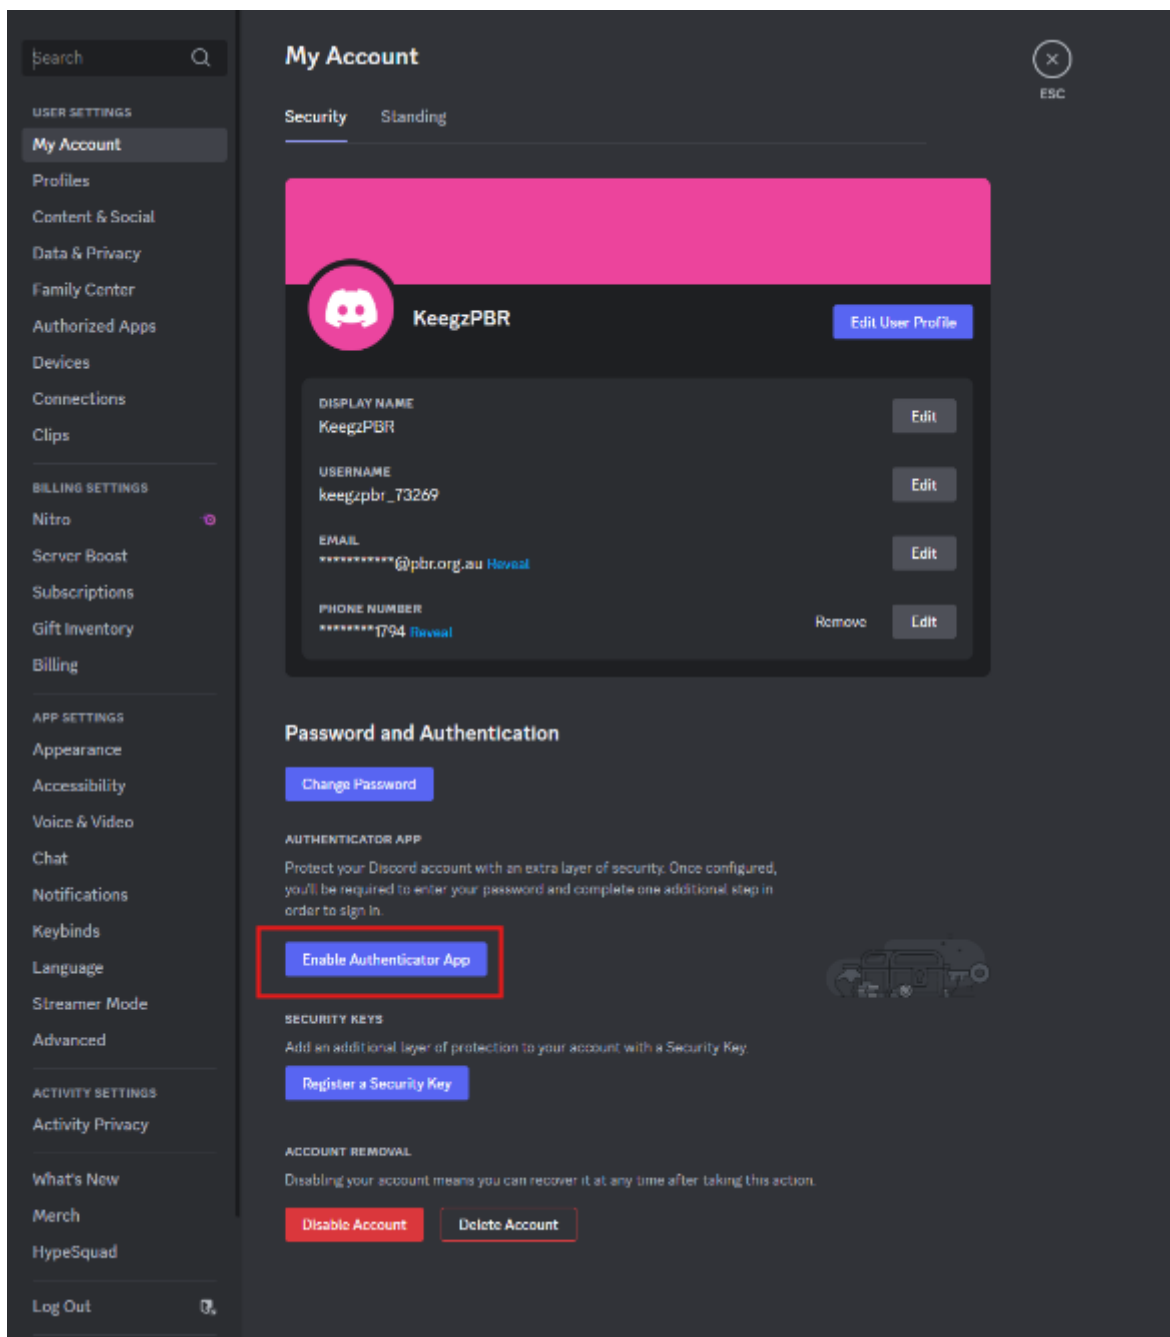 Search
USER SETTINGS
My Account
Profiles
Content & Social
Data & Privacy
Family Center
Authorized Apps
Devices
Connections
Clips
BILLING SETTINGS
Nitro
Server Boost
Subscriptions
Gift Inventory
Billing
APP SETTINGS
Appearance
Accessibility
Voice & Video
Chat
Notifications
Keybinds
Language
Streamer Mode
Advanced
ACTIVITY SETTINGS
Activity Privacy
What's New
Merch
HypeSquad
Log Out
My Account
ESC
Security Standing
KeegzPBR
Edit User Profile
DISPLAY NAME
KeegzPBR
Edit
USERNAME
keegzpbr_73269
Edit
EMAIL
***********@pbr.org.au Reveal
Edit
PHONE NUMBER
********1794 Reveal
Remove Edit
Password and Authentication
Change Password
AUTHENTICATOR APP
Protect your Discord account with an extra layer of security. Once configured,
you'll be required to enter your password and complete one additional step in
order to sign in.
Enable Authenticator App
SECURITY KEYS
Add an additional layer of protection to your account with a Security Key.
Register a Security Key
ACCOUNT REMOVAL
Disabling your account means you can recover it at any time after taking this action.
Disable Account Delete Account